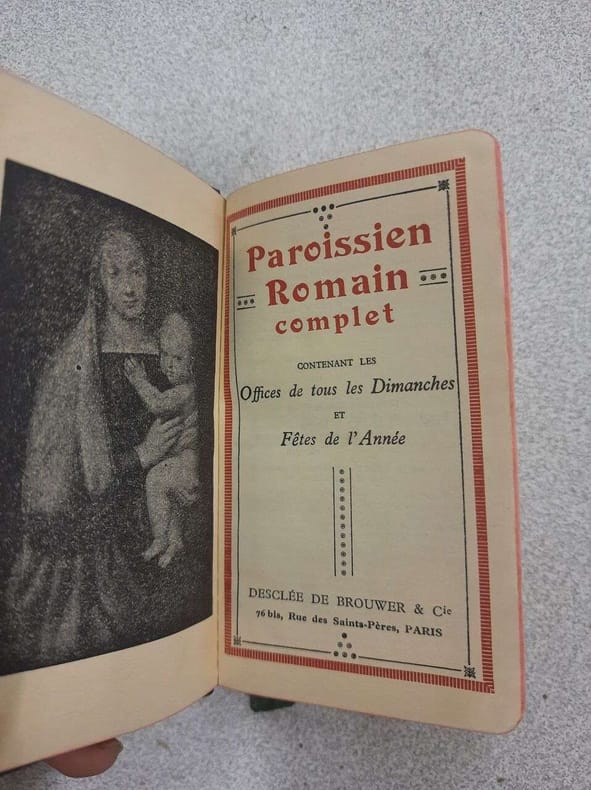 Paroissien
Romain
complet
CONTENANT LES
Offices de tous les Dimanches
ET
Fêtes de l'Année
DESCLÉE DE BROUWER & Cie
76 bis, Rue des Saints-Pères, PARIS